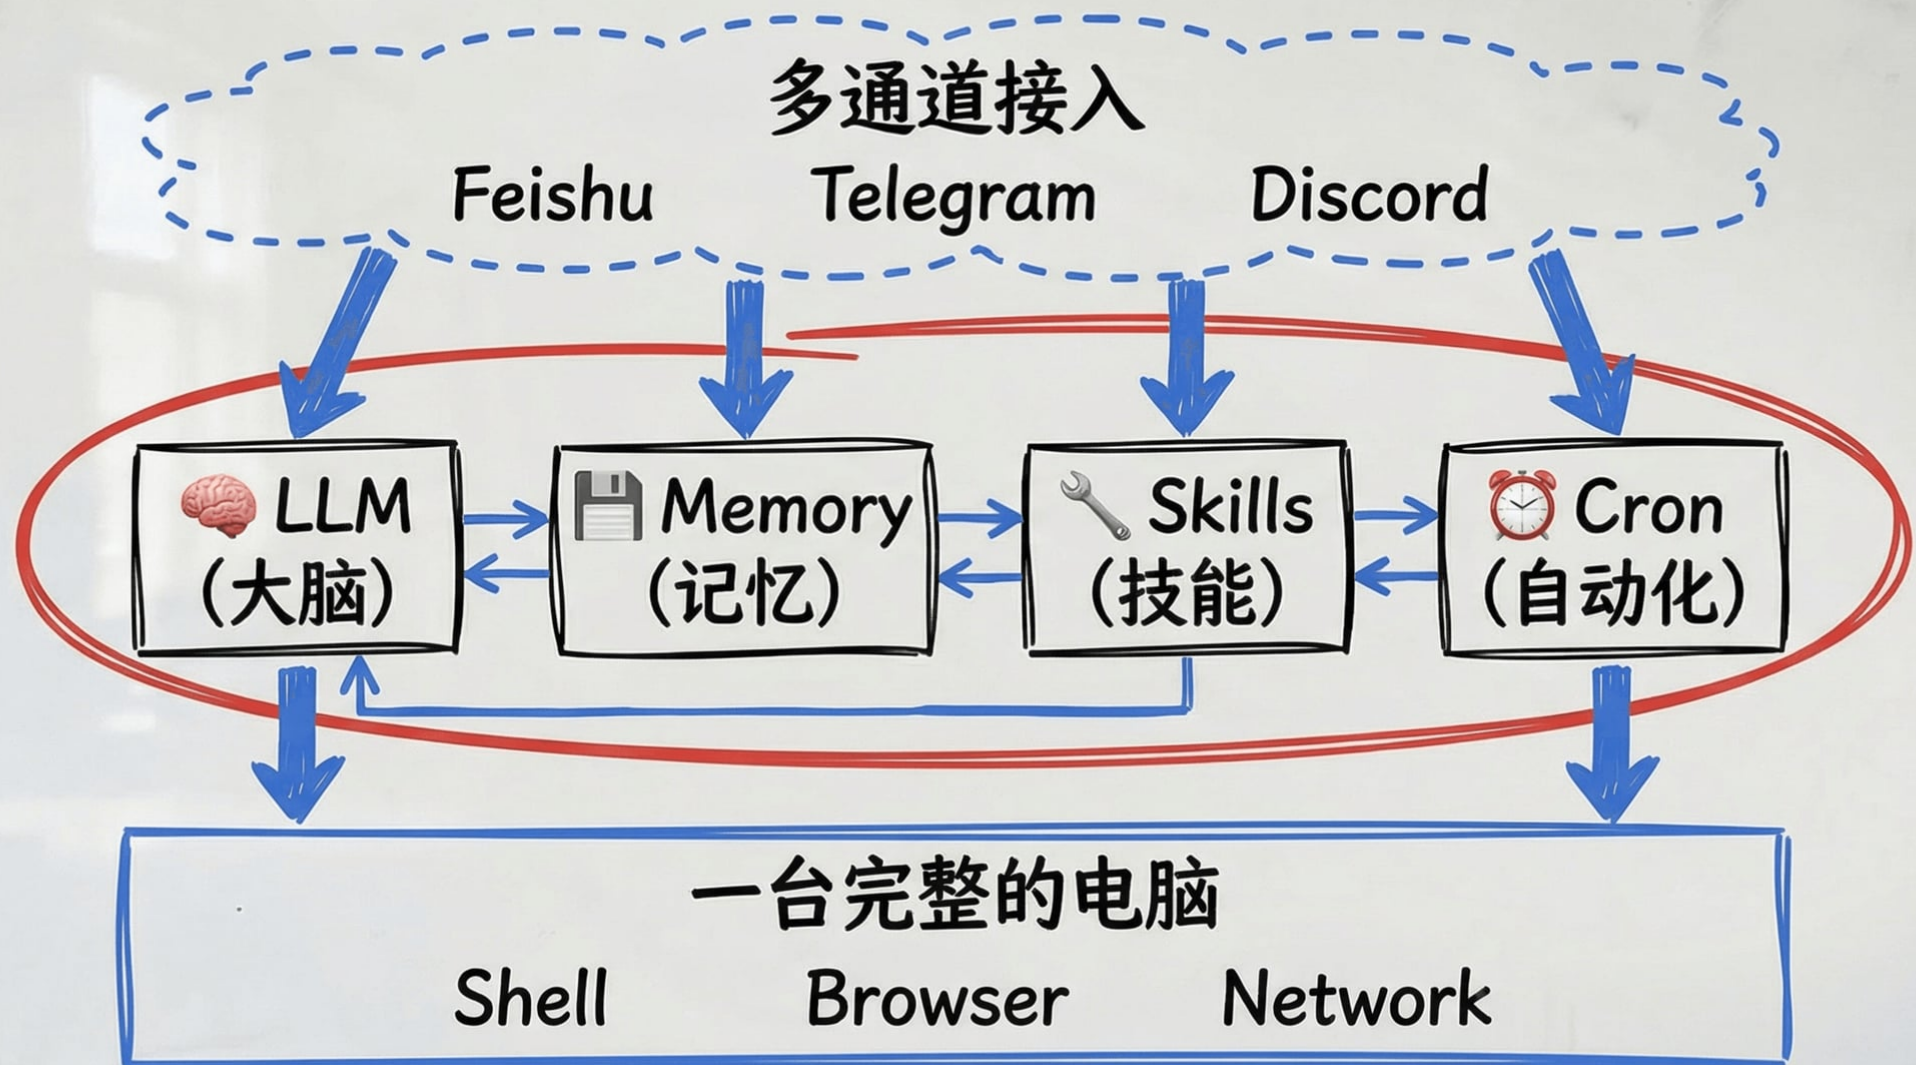 多通道接入
Feishu Telegram Discord
LLM
(大脑)
Memory
(记忆)
Skills
(技能)
Cron
(自动化)
一台完整的电脑
Shell Browser Network